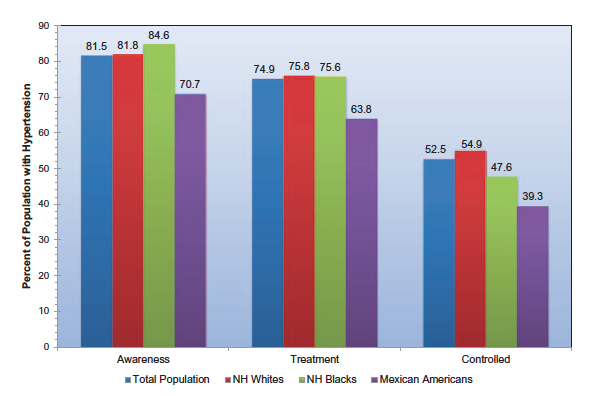 90
80
70
60
50
40
30
20
10
0
Percent of Population with Hypertension
81.5 81.8 84.6 70.7
74.9 75.8 75.6 63.8
52.5 54.9 47.6 39.3
Awareness Treatment Controlled
Total Population NH Whites NH Blacks Mexican Americans